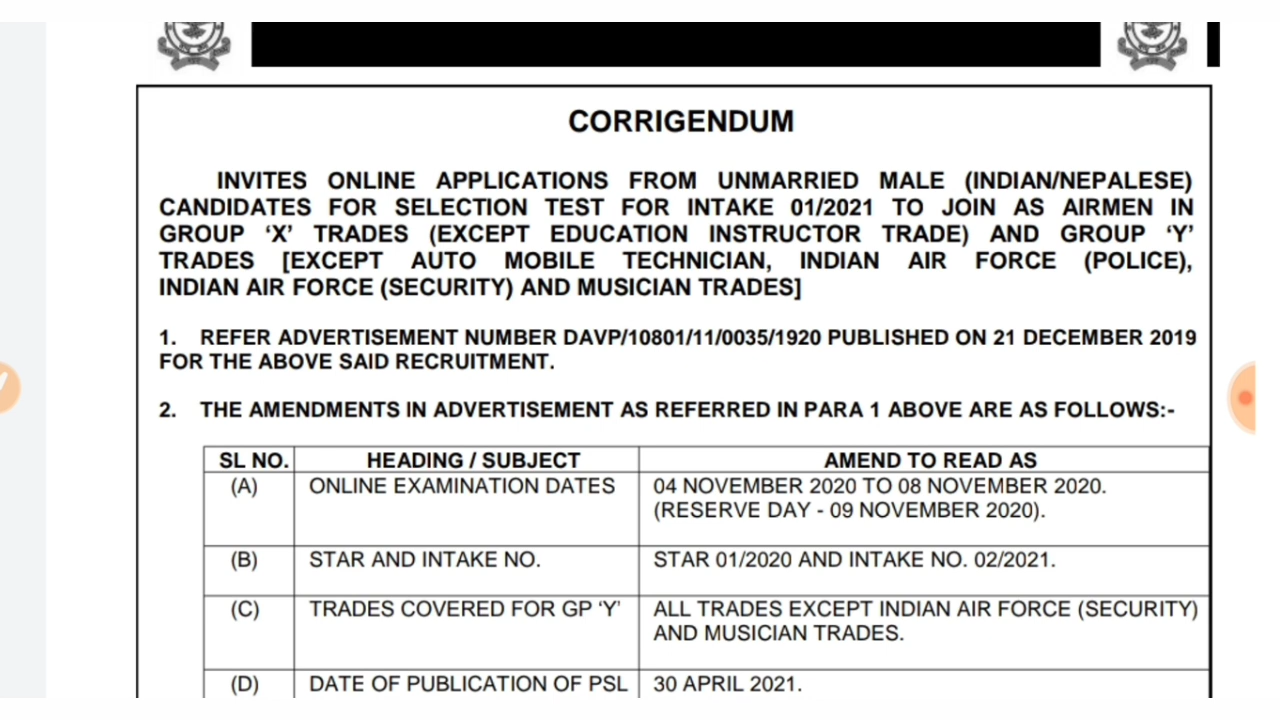 CORRIGENDUM
INVITES ONLINE APPLICATIONS FROM UNMARRIED MALE (INDIAN/NEPALESE)
CANDIDATES FOR SELECTION TEST FOR INTAKE 01/2021 TO JOIN AS AIRMEN IN
GROUP ‘X’ TRADES (EXCEPT EDUCATION INSTRUCTOR TRADE) AND GROUP ‘Y’
TRADES [EXCEPT AUTO MOBILE TECHNICIAN, INDIAN AIR FORCE (POLICE),
INDIAN AIR FORCE (SECURITY) AND MUSICIAN TRADES]
1. REFER ADVERTISEMENT NUMBER DAVP/10801/11/0035/1920 PUBLISHED ON 21 DECEMBER 2019
FOR THE ABOVE SAID RECRUITMENT.
2. THE AMENDMENTS IN ADVERTISEMENT AS REFERRED IN PARA 1 ABOVE ARE AS FOLLOWS:-
SL NO. HEADING / SUBJECT AMEND TO READ AS
(A) ONLINE EXAMINATION DATES 04 NOVEMBER 2020 TO 08 NOVEMBER 2020.
(RESERVE DAY - 09 NOVEMBER 2020).
(B) STAR AND INTAKE NO. STAR 01/2020 AND INTAKE NO. 02/2021.
(C) TRADES COVERED FOR GP ‘Y’ ALL TRADES EXCEPT INDIAN AIR FORCE (SECURITY)
AND MUSICIAN TRADES.
(D) DATE OF PUBLICATION OF PSL 30 APRIL 2021.